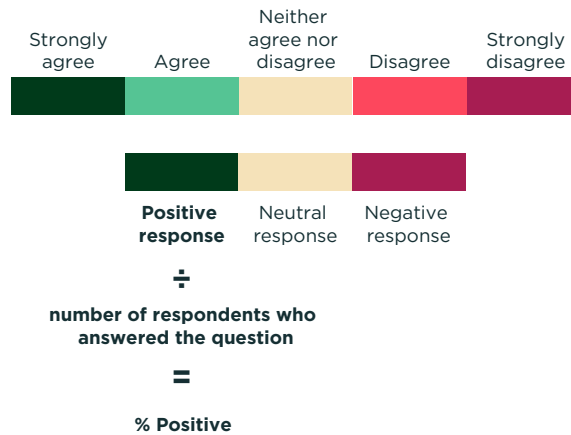 Strongly
agree
Agree
Neither
agree nor
disagree
Disagree
Strongly
disagree
Positive
response
Neutral
response
Negative
response
÷
number of respondents who
answered the question
=
% Positive